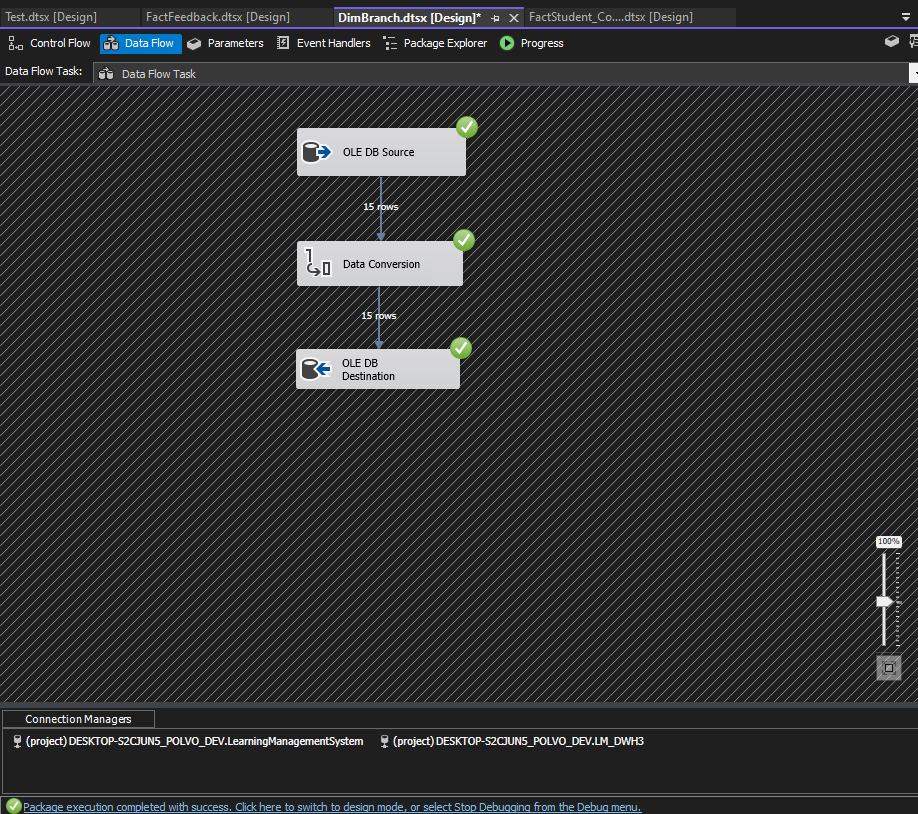 Test.dtsx [Design] FactFeedback.dtsx [Design] DimBranch.dtsx [Design]* FactStudent_Co....dtsx [Design]
Control Flow Data Flow Parameters Event Handlers Package Explorer Progress
Data Flow Task: Data Flow Task
OLE DB Source
15 rows
Data Conversion
15 rows
OLE DB
Destination
100%
Connection Managers
(project) DESKTOP-S2CJUN5_POLVO_DEV.LearningManagementSystem (project) DESKTOP-S2CJUN5_POLVO_DEV.LM_DWH3
Package execution completed with success. Click here to switch to design mode, or select Stop Debugging from the Debug menu.